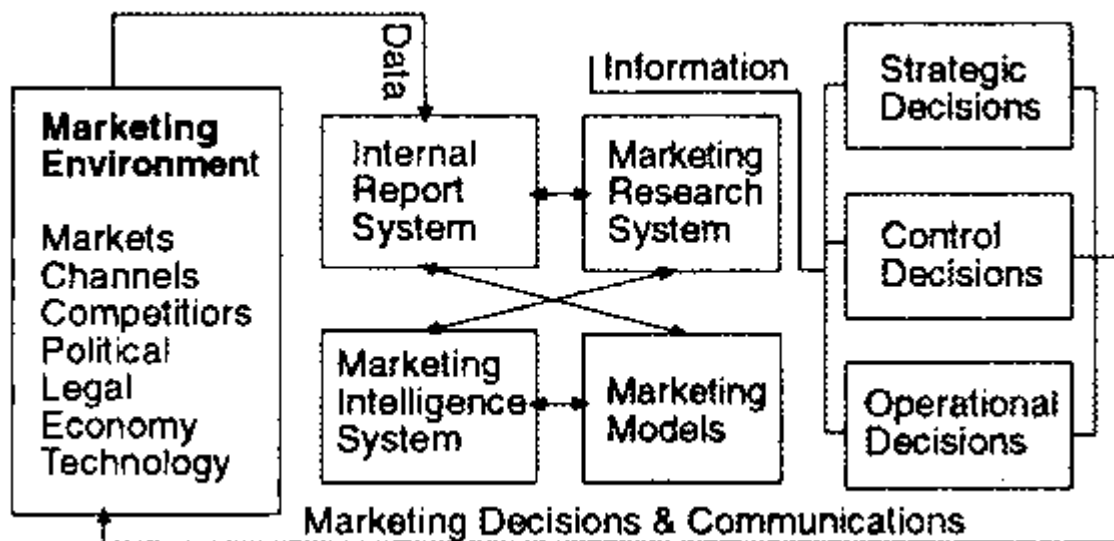 Data
Information
Marketing
Environment
Markets
Channels
Competitiors
Political
Legal
Economy
Technology
Internal
Report
System
Marketing
Research
System
Marketing
Intelligence
System
Marketing
Models
Strategic
Decisions
Control
Decisions
Operational
Decisions
Marketing Decisions & Communications